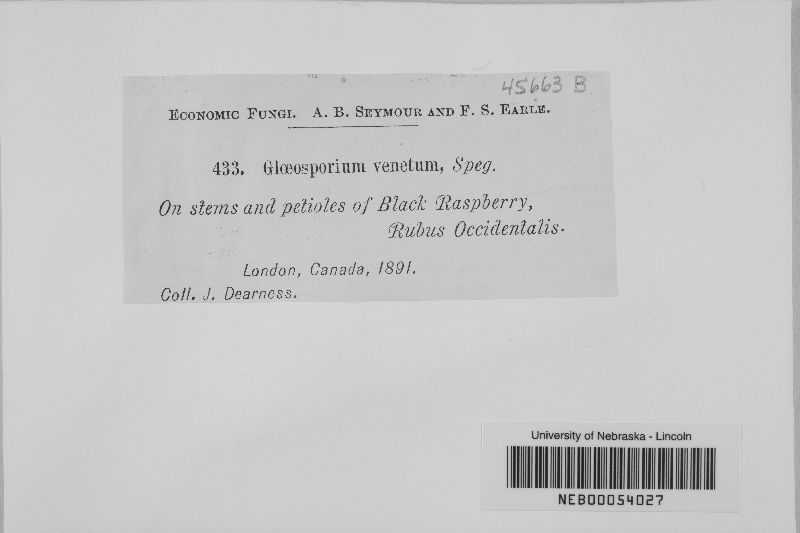 45663 B
Economic Fungi. A. B. Seymour and F. S. Earle.
433. Glœosporium venetum, Speg.
On stems and petioles of Black Raspberry,
Rubus Occidentalis.
London, Canada, 1891.
Coll. J. Dearness.
University of Nebraska - Lincoln
NEB00054027